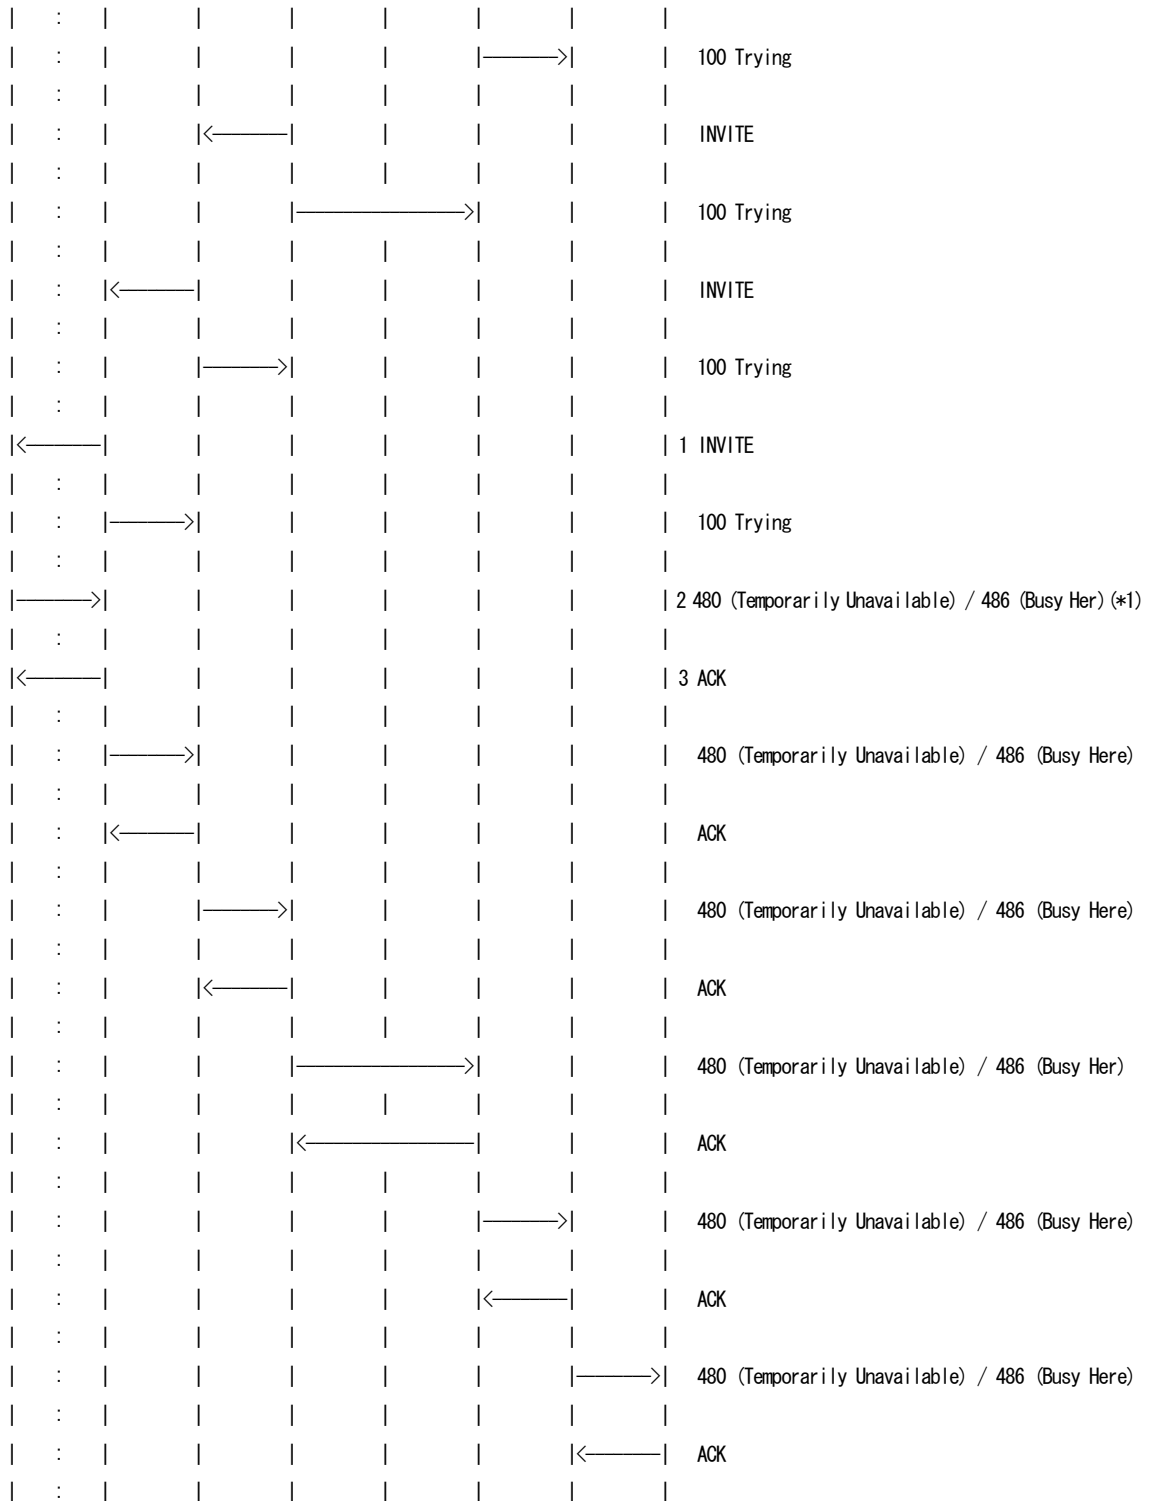 100 Trying
INVITE
100 Trying
INVITE
100 Trying
1 INVITE
100 Trying
2 480 (Temporarily Unavailable) / 486 (Busy Her)(*1)
3 ACK
480 (Temporarily Unavailable) / 486 (Busy Here)
ACK
480 (Temporarily Unavailable) / 486 (Busy Here)
ACK
480 (Temporarily Unavailable) / 486 (Busy Her)
ACK
480 (Temporarily Unavailable) / 486 (Busy Here)
ACK
480 (Temporarily Unavailable) / 486 (Busy Here)
ACK